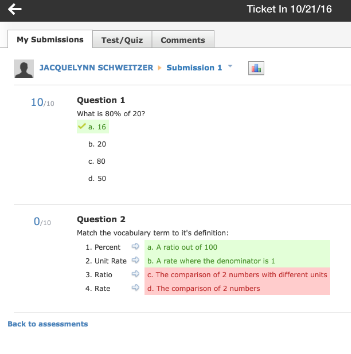 Ticket In 10/21/16
My Submissions Test/Quiz Comments
JACQUELYNN SCHWEITZER Submission 1
10/10 Question 1
What is 80% of 20?
a. 16
b. 20
c. 80
d. 50
0/10 Question 2
Match the vocabulary term to it's definition:
1. Percent a. A ratio out of 100
2. Unit Rate b. A rate where the denominator is 1
3. Ratio c. The comparison of 2 numbers with different units
4. Rate d. The comparison of 2 numbers
Back to assessments